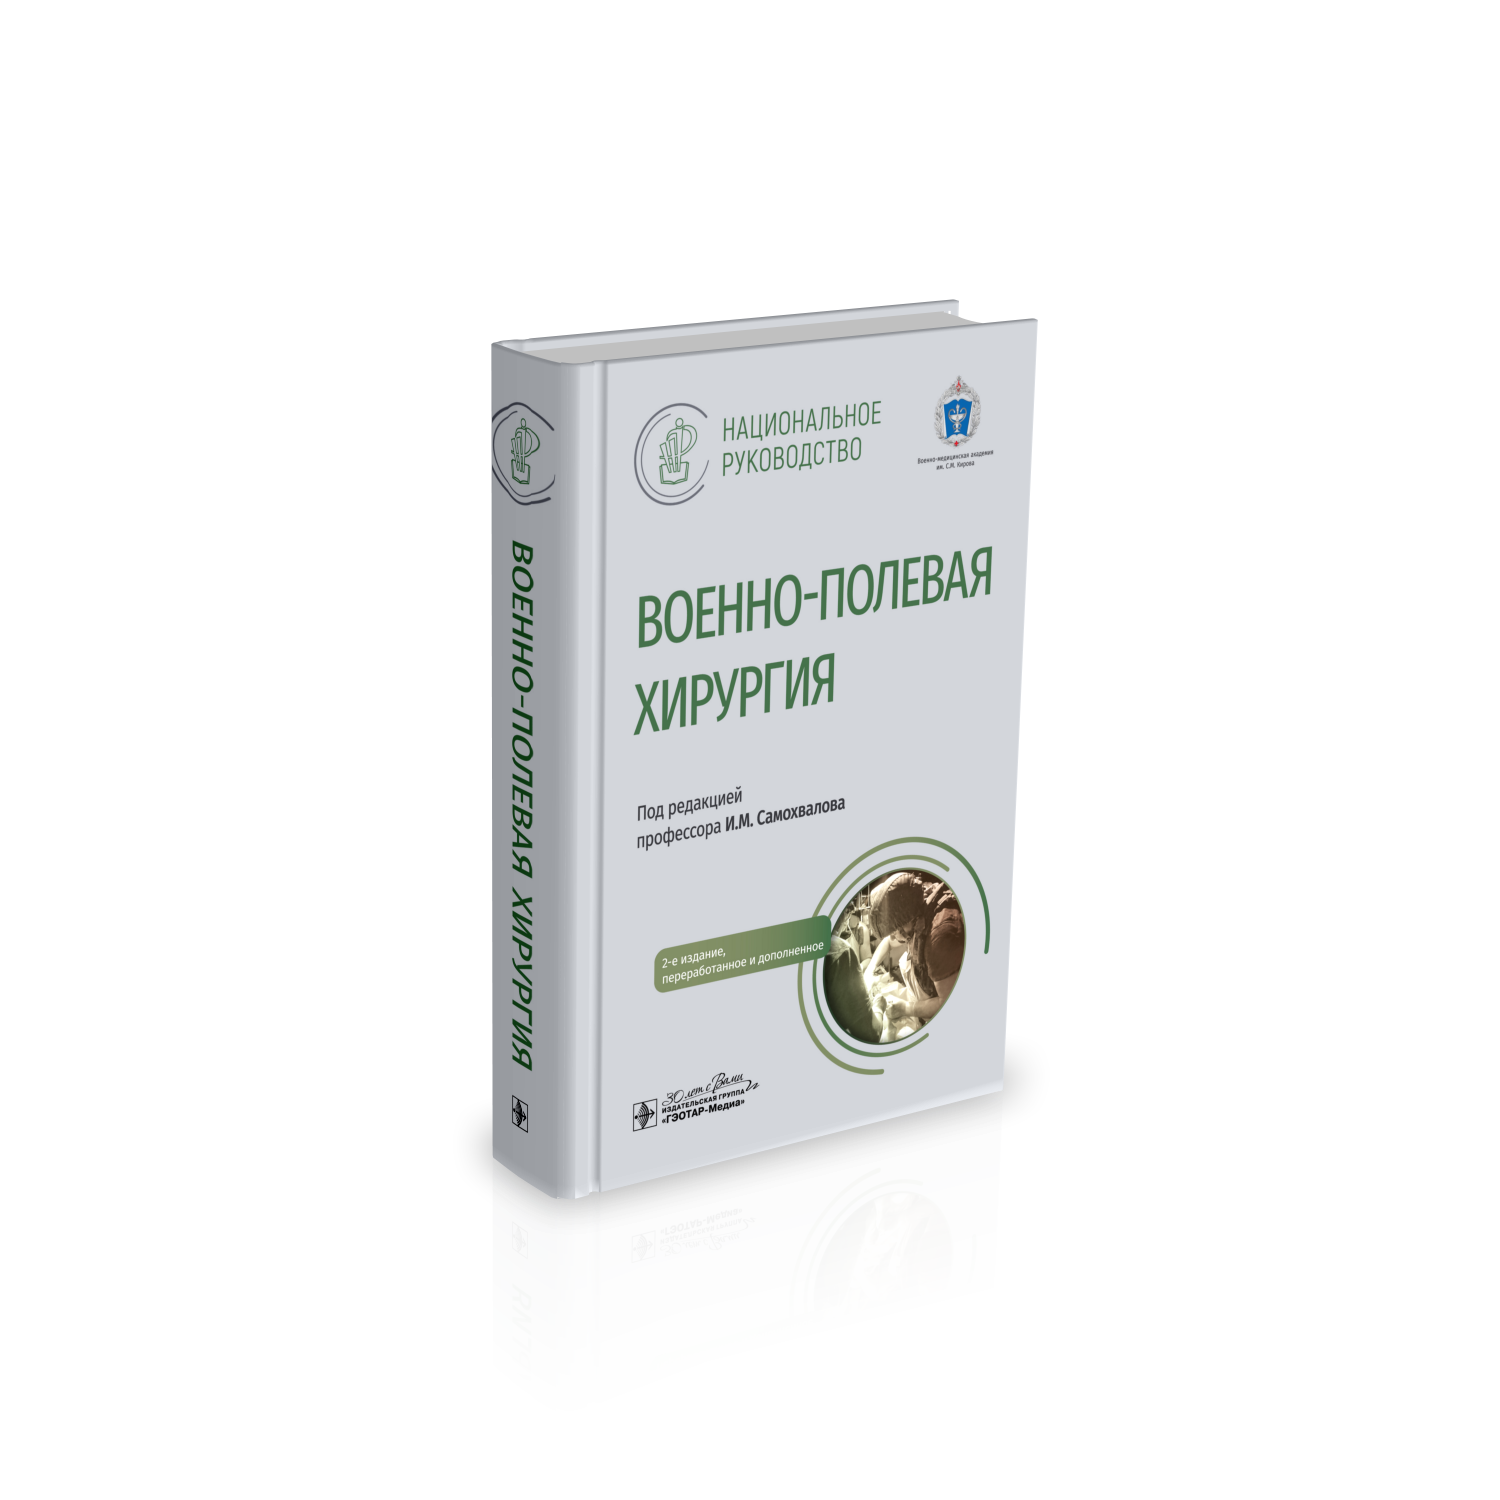 ВОЕННО-ПОЛЕВАЯ ХИРУРГИЯ
НАЦИОНАЛЬНОЕ
РУКОВОДСТВО
Военно-медицинская академия
им. С.М. Кирова
ВОЕННО-ПОЛЕВАЯ
ХИРУРГИЯ
Под редакцией
профессора И.М. Самохвалова
2-е издание,
переработанное и дополненное
30 лет с Вами
ИЗДАТЕЛЬСКАЯ ГРУППА
«ГЭОТАР-Медиа»